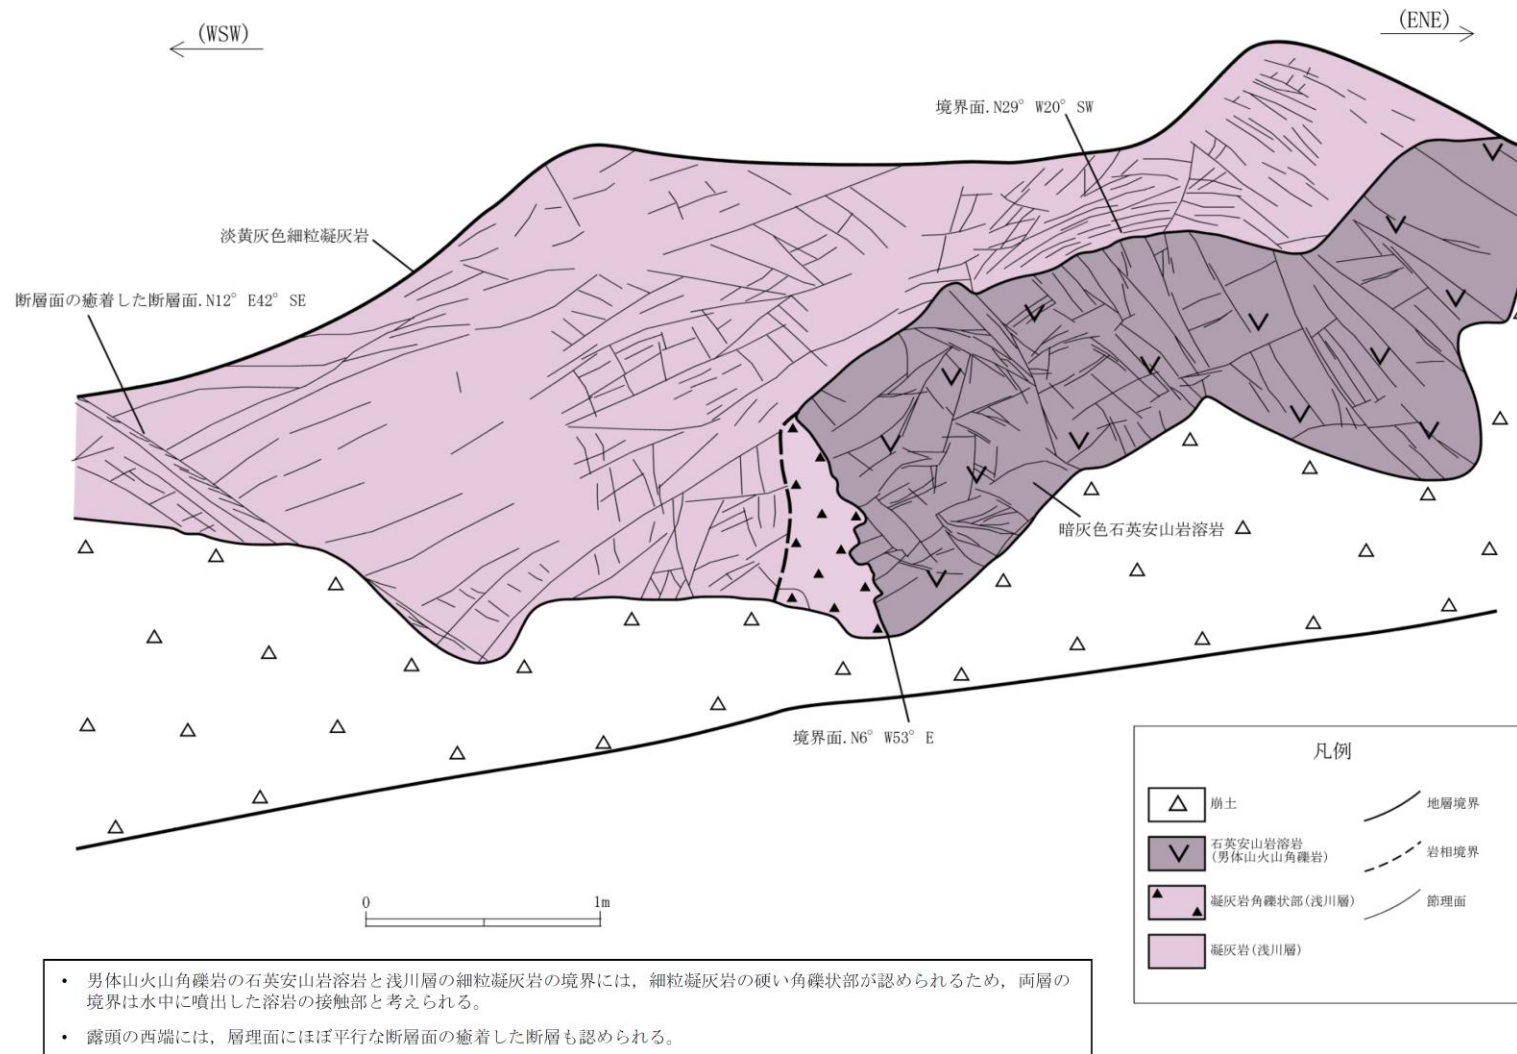 (WSW)
(ENE)
境界面.N29° W20° SW
淡黄灰色細粒凝灰岩
断層面の癒着した断層面.N12° E42° SE
暗灰色石英安山岩溶岩
境界面.N6° W53° E
凡例
崩土
地層境界
石英安山岩溶岩
(男体山火山角礫岩)
岩相境界
凝灰岩角礫状部(浅川層)
節理面
凝灰岩(浅川層)
0
1m
• 男体山火山角礫岩の石英安山岩溶岩と浅川層の細粒凝灰岩の境界には，細粒凝灰岩の硬い角礫状部が認められるため，両層の
境界は水中に噴出した溶岩の接触部と考えられる。
• 露頭の西端には，層理面にほぼ平行な断層面の癒着した断層も認められる。